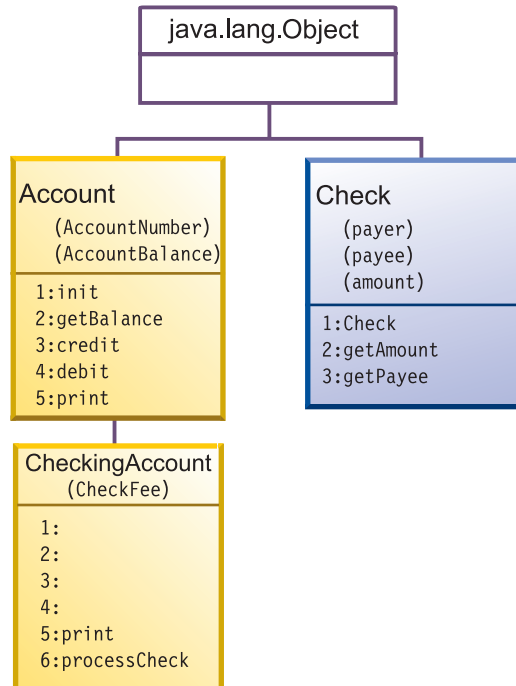 java.lang.Object
Account
(AccountNumber)
(AccountBalance)
1:init
2:getBalance
3:credit
4:debit
5:print
Check
(payer)
(payee)
(amount)
1:Check
2:getAmount
3:getPayee
CheckingAccount
(CheckFee)
1:
2:
3:
4:
5:print
6:processCheck